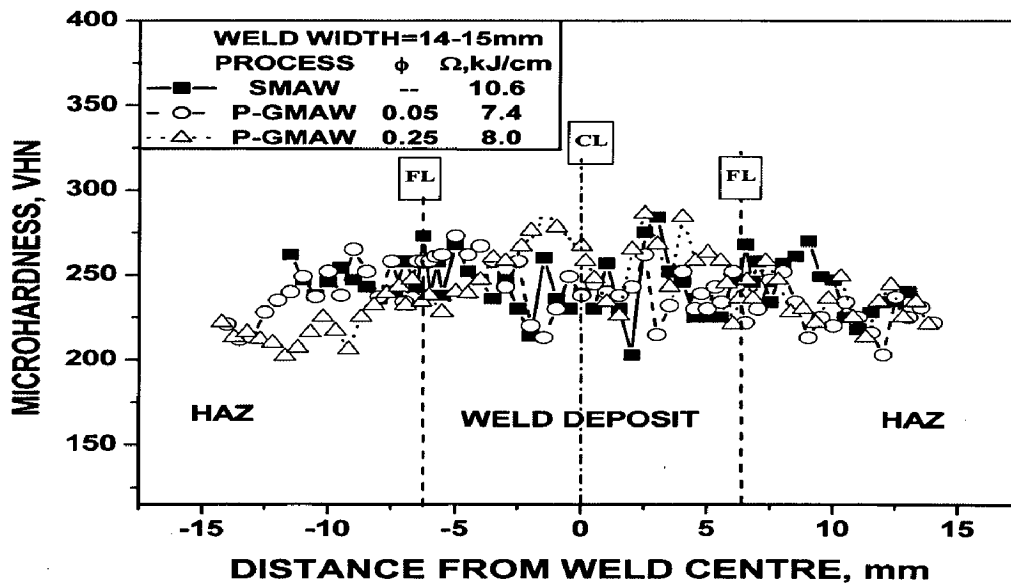 400
350
300
250
200
150
MICROHARDNESS, VHN
WELD WIDTH=14-15mm
PROCESS ϕ Ω,kJ/cm
SMAW -- 10.6
P-GMAW 0.05 7.4
P-GMAW 0.25 8.0
CL
FL
FL
HAZ
WELD DEPOSIT
HAZ
-15 -10 -5 0 5 10 15
DISTANCE FROM WELD CENTRE, mm